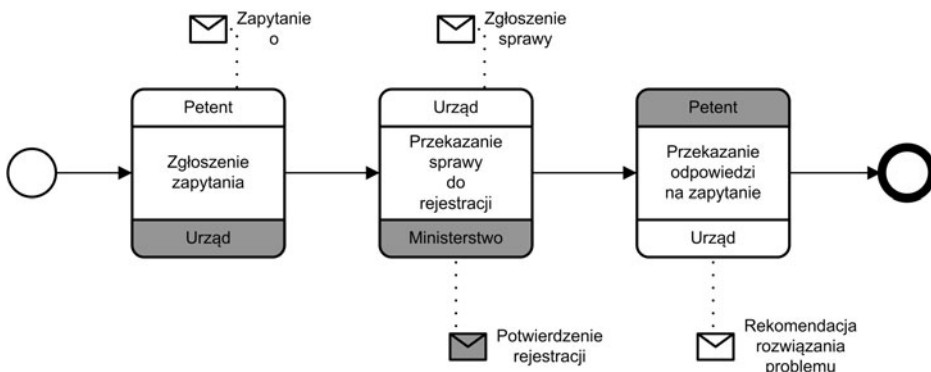 Zapytanie
o
Zgłoszenie
sprawy
Petent
Zgłoszenie
zapytania
Urząd
Urząd
Przekazanie
sprawy
do
rejestracji
Ministerstwo
Petent
Przekazanie
odpowiedzi
na zapytanie
Urząd
Potwierdzenie
rejestracji
Rekomendacja
rozwiązania
problemu